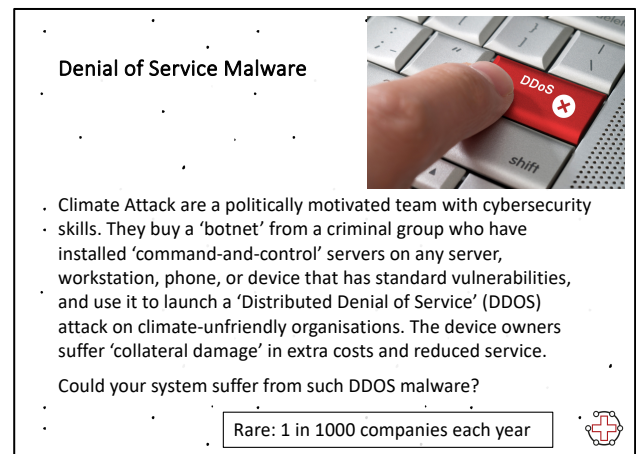 Denial of Service Malware
DDoS
shift
Climate Attack are a politically motivated team with cybersecurity
skills. They buy a ‘botnet’ from a criminal group who have
installed ‘command-and-control’ servers on any server,
workstation, phone, or device that has standard vulnerabilities,
and use it to launch a ‘Distributed Denial of Service’ (DDOS)
attack on climate-unfriendly organisations. The device owners
suffer ‘collateral damage’ in extra costs and reduced service.
Could your system suffer from such DDOS malware?
Rare: 1 in 1000 companies each year